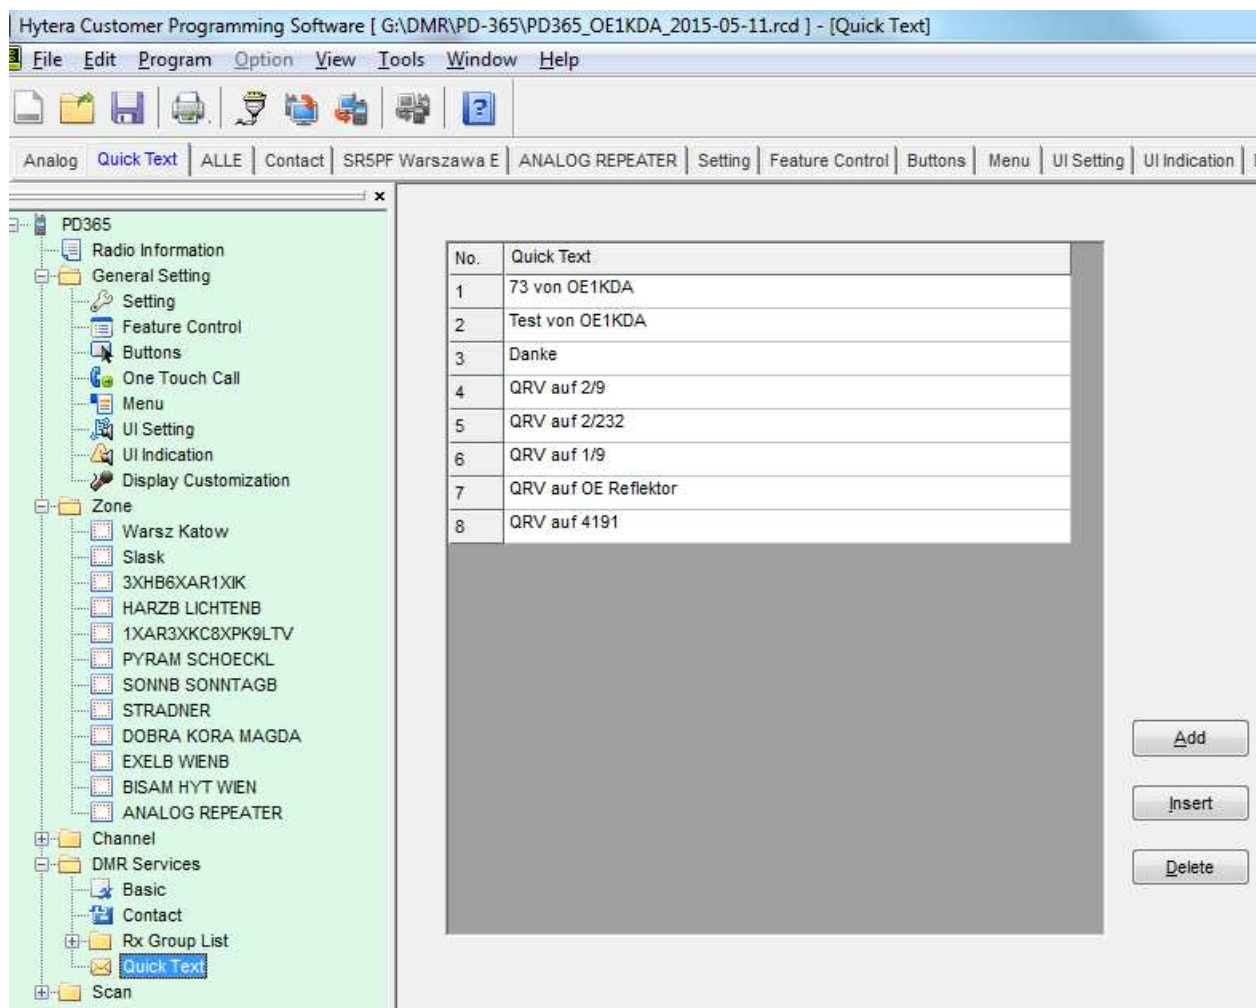 Hytera Customer Programming Software [ G:\DMR\PD-365\PD365_OE1KDA_2015-05-11.rcd ] - [Quick Text]
File Edit Program Option View Tools Window Help
Analog Quick Text ALLE Contact SR5PF Warszawa E ANALOG REPEATER Setting Feature Control Buttons Menu UI Setting UI Indication
x
PD365
Radio Information
General Setting
Setting
Feature Control
Buttons
One Touch Call
Menu
UI Setting
UI Indication
Display Customization
Zone
Warsz Katow
Slask
3XHB6XAR1XIK
HARZB LICHTENB
1XAR3XKC8XPK9LTV
PYRAM SCHOECKL
SONNB SONNTAGB
STRADNER
DOBRA KORA MAGDA
EXELB WIENB
BISAM HYT WIEN
ANALOG REPEATER
Channel
DMR Services
Basic
Contact
Rx Group List
Quick Text
Scan
No. Quick Text
1 73 von OE1KDA
2 Test von OE1KDA
3 Danke
4 QRV auf 2/9
5 QRV auf 2/232
6 QRV auf 1/9
7 QRV auf OE Reflektor
8 QRV auf 4191
Add
Insert
Delete